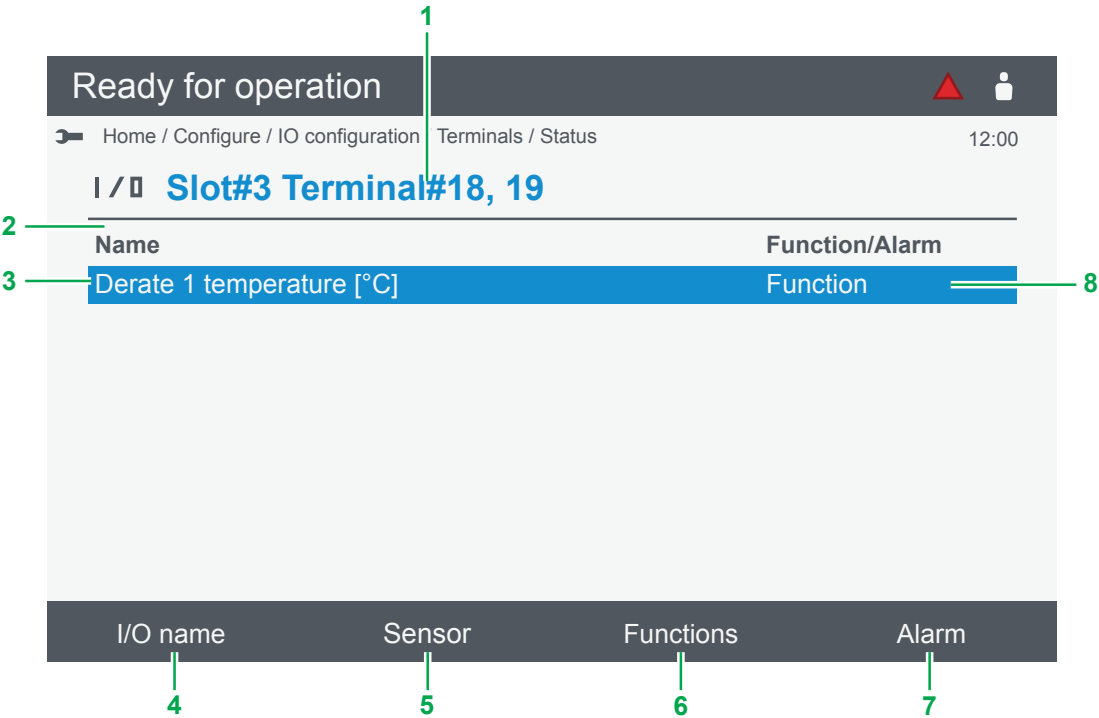 1
Ready for operation
Home / Configure / IO configuration / Terminals / Status
12:00
I/O Slot#3 Terminal#18, 19
2
Name Function/Alarm
3 Derate 1 temperature [°C] Function 8
I/O name Sensor Functions Alarm
4 5 6 7